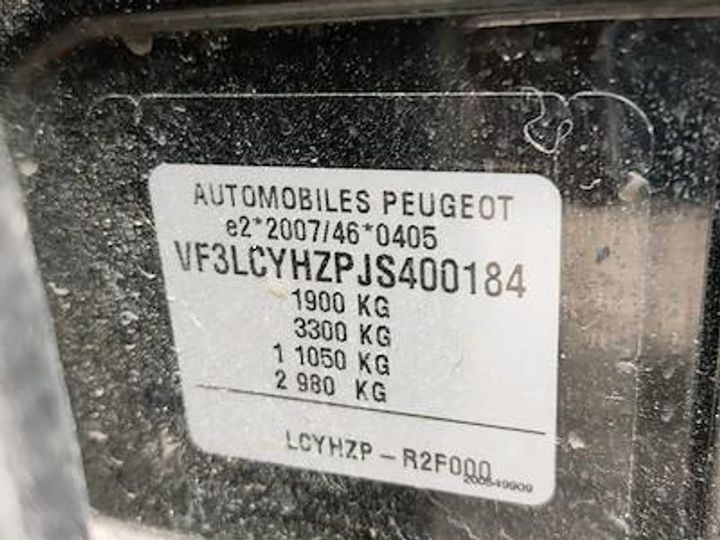 AUTOMOBILES PEUGEOT
e2*2007/46*0405
VF3LCYHZPJS400184
1900 KG
3300 KG
1 1050 KG
2 980 KG
LCYHZP - R2F000
200549909